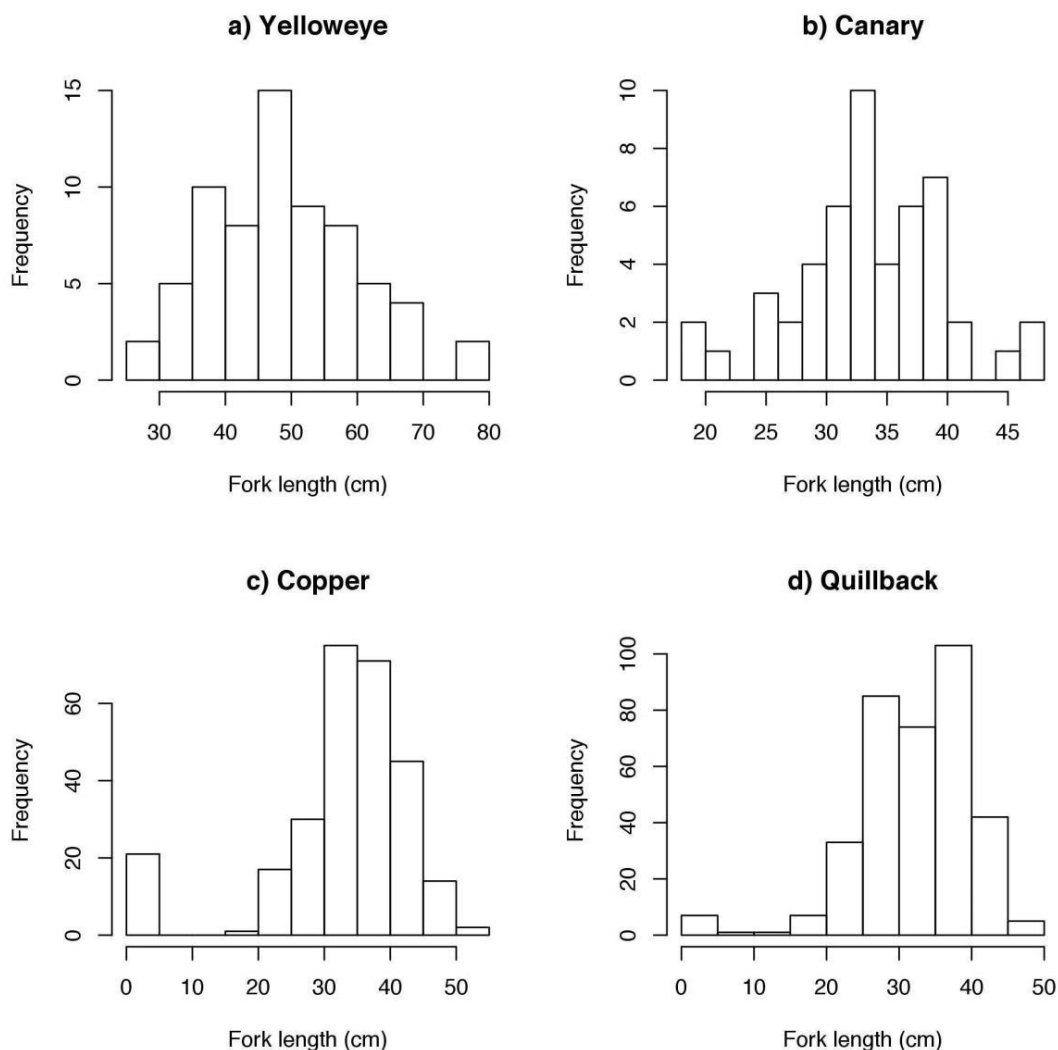 a) Yelloweye
Frequency
0 5 10 15
30 40 50 60 70 80
Fork length (cm)
b) Canary
Frequency
0 2 4 6 8 10
20 25 30 35 40 45
Fork length (cm)
c) Copper
Frequency
0 20 40 60
0 10 20 30 40 50
Fork length (cm)
d) Quillback
Frequency
0 20 40 60 80 100
0 10 20 30 40 50
Fork length (cm)